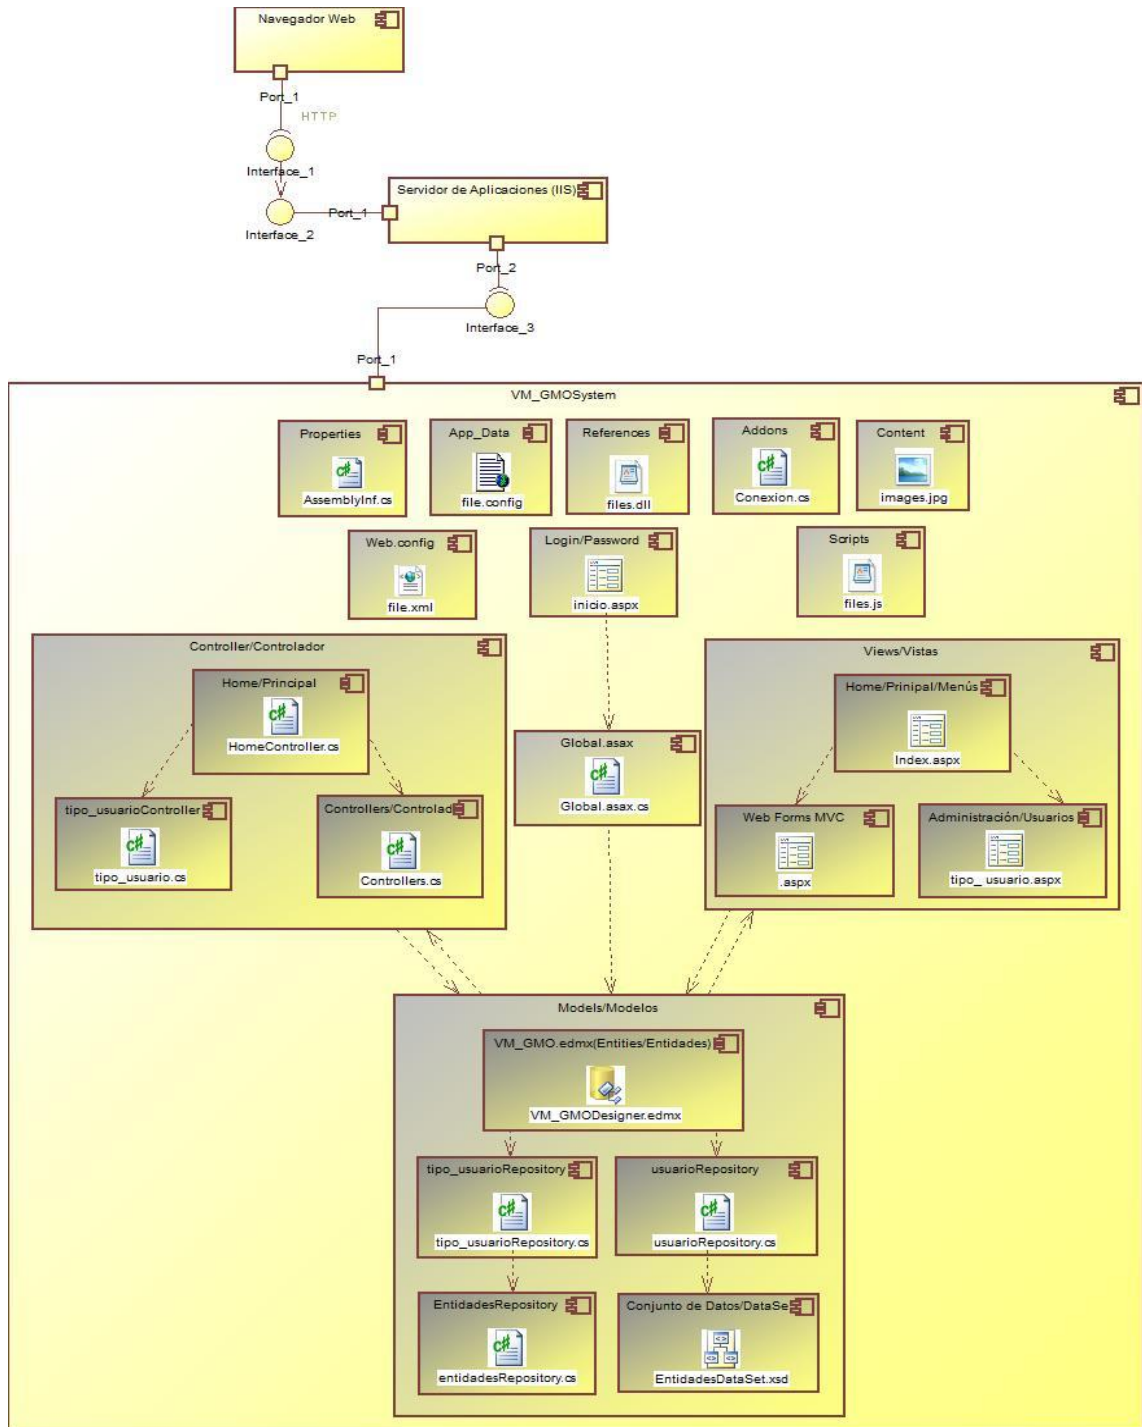 Navegador Web
Port_1
HTTP
Interface_1
Servidor de Aplicaciones (IIS)
Port_1
Interface_2
Port_2
Interface_3
Port_1
VM_GMOSystem
Properties
AssemblyInf.cs
App_Data
file.config
References
files.dll
Addons
C#
Conexion.cs
Content
images.jpg
Web.config
file.xml
Login/Password
inicio.aspx
Scripts
files.js
Controller/Controlador
Home/Principal
C#
HomeController.cs
tipo_usuarioController
C#
tipo_usuario.cs
Controllers/Controlad
C#
Controllers.cs
Global.asax
C#
Global.asax.cs
Views/Vistas
Home/Prinipal/Menús
Index.aspx
Web Forms MVC
.aspx
Administración/Usuarios
tipo_ usuario.aspx
Models/Modelos
VM_GMO.edmx(Entities/Entidades)
VM_GMODesigner.edmx
tipo_usuarioRepository
C#
tipo_usuarioRepository.cs
usuarioRepository
C#
usuarioRepository.cs
EntidadesRepository
C#
entidadesRepository.cs
Conjunto de Datos/DataSe
EntidadesDataSet.xsd